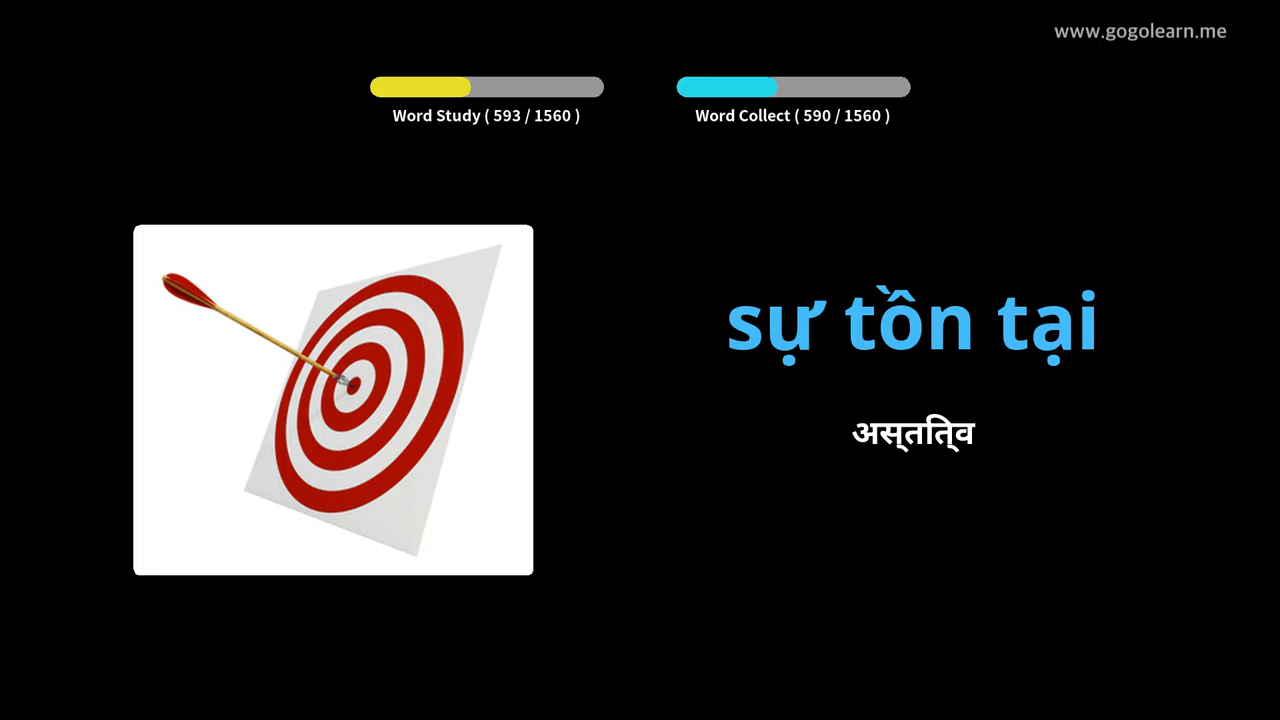 www.gogolearn.me
Word Study ( 593 / 1560 )
Word Collect ( 590 / 1560 )
sự tồn tại
अस्तित्व